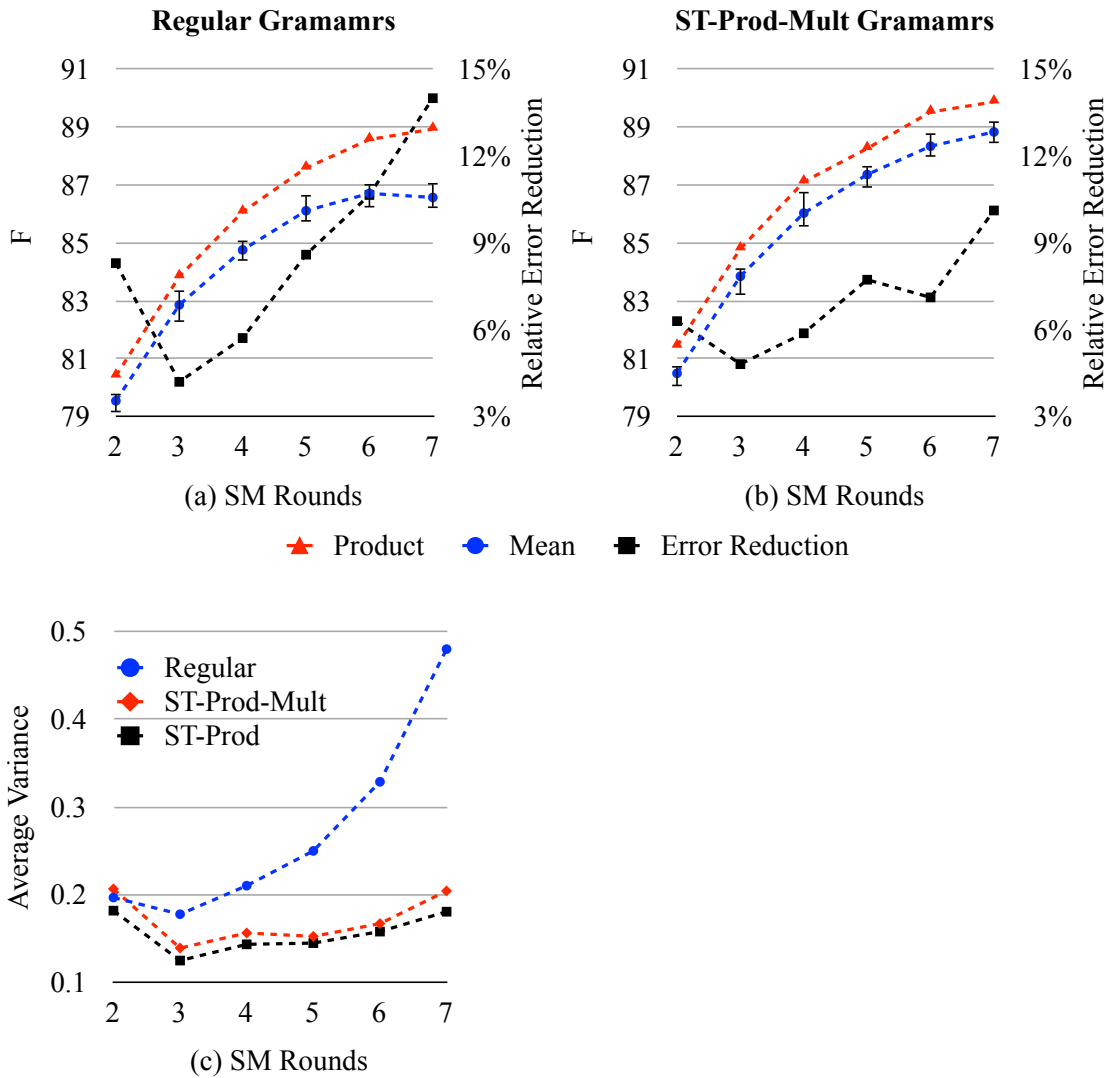 Regular Gramamrs
F
91
89
87
85
83
81
79
15%
12%
9%
6%
3%
Relative Error Reduction
2 3 4 5 6 7
(a) SM Rounds
ST-Prod-Mult Gramamrs
F
91
89
87
85
83
81
79
15%
12%
9%
6%
3%
Relative Error Reduction
2 3 4 5 6 7
(b) SM Rounds
Product Mean Error Reduction
Average Variance
0.5
0.4
0.3
0.2
0.1
Regular
ST-Prod-Mult
ST-Prod
2 3 4 5 6 7
(c) SM Rounds